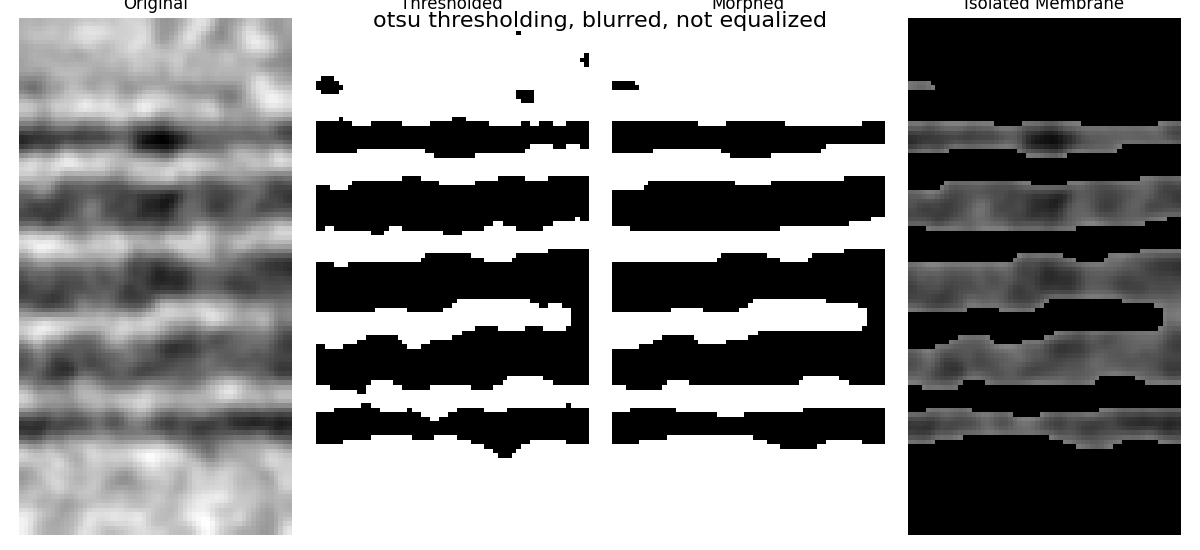 Original
Thresholded
Morphed
Isolated Membrane
otsu thresholding, blurred, not equalized